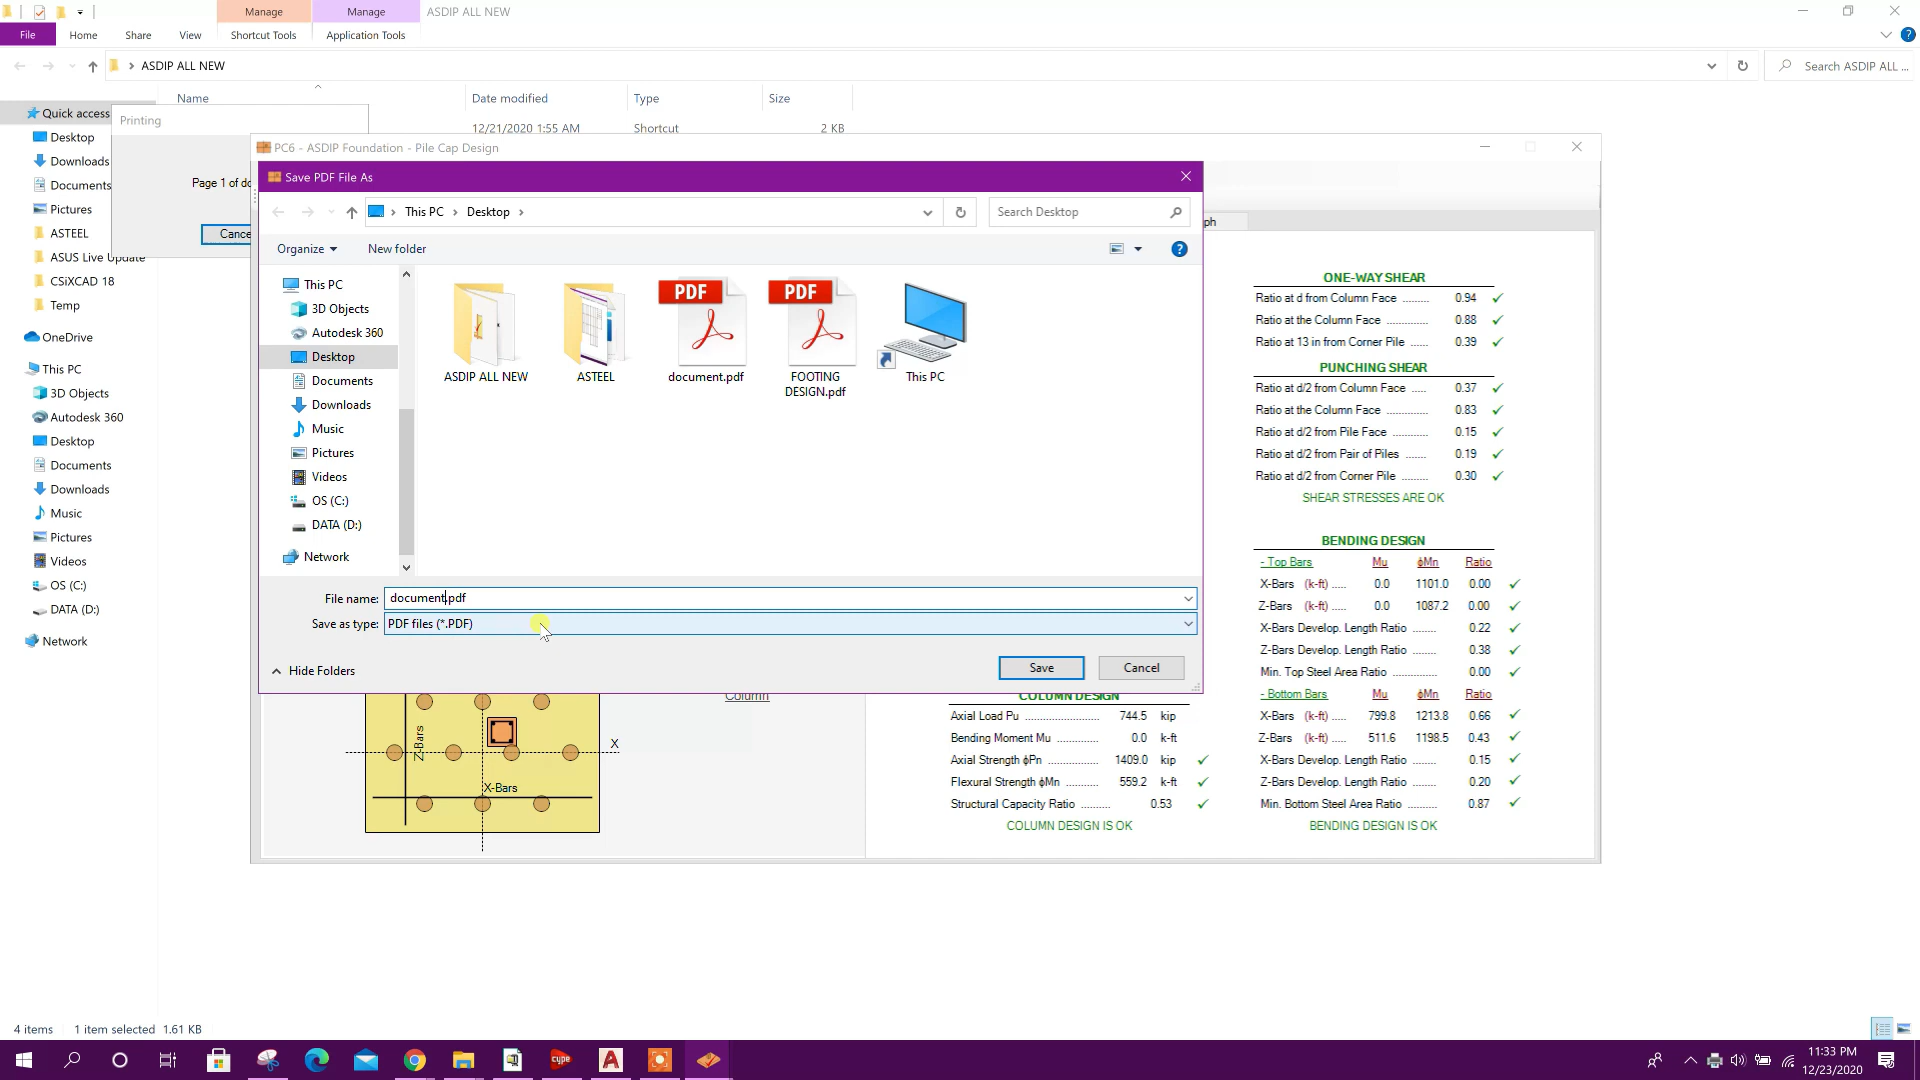 Manage
Manage
ASDIP ALL NEW
File
Home
Share
View
Shortcut Tools
Application Tools
ASDIP ALL NEW
Search ASDIP ALL ...
Name
Date modified
Type
Size
12/21/2020 1:55 AM
Shortcut
2 KB
Quick access
Desktop
Downloads
Documents
Pictures
ASTEEL
ASUS Live Update
CSiXCAD 18
Temp
OneDrive
This PC
3D Objects
Autodesk 360
Desktop
Documents
Downloads
Music
Pictures
Videos
OS (C:)
DATA (D:)
Network
Printing
Page 1 of do
Cance
PC6 - ASDIP Foundation - Pile Cap Design
Save PDF File As
This PC
Desktop
Search Desktop
Organize
New folder
This PC
3D Objects
Autodesk 360
Desktop
Documents
Downloads
Music
Pictures
Videos
OS (C:)
DATA (D:)
Network
ASDIP ALL NEW
ASTEEL
PDF
document.pdf
PDF
FOOTING
DESIGN.pdf
This PC
File name: document.pdf
Save as type: PDF files (*.PDF)
Hide Folders
Save
Cancel
ph
ONE-WAY SHEAR
Ratio at d from Column Face ......... 0.94
Ratio at the Column Face .............. 0.88
Ratio at 13 in from Corner Pile ...... 0.39
PUNCHING SHEAR
Ratio at d/2 from Column Face ...... 0.37
Ratio at the Column Face .............. 0.83
Ratio at d/2 from Pile Face ........... 0.15
Ratio at d/2 from Pair of Piles ....... 0.19
Ratio at d/2 from Corner Pile ......... 0.30
SHEAR STRESSES ARE OK
BENDING DESIGN
- Top Bars Mu ϕMn Ratio
X-Bars (k-ft) ..... 0.0 1101.0 0.00
Z-Bars (k-ft) ..... 0.0 1087.2 0.00
X-Bars Develop. Length Ratio ........ 0.22
Z-Bars Develop. Length Ratio ........ 0.38
Min. Top Steel Area Ratio .............. 0.00
- Bottom Bars Mu ϕMn Ratio
X-Bars (k-ft) ..... 799.8 1213.8 0.66
Z-Bars (k-ft) ..... 511.6 1198.5 0.43
X-Bars Develop. Length Ratio ........ 0.15
Z-Bars Develop. Length Ratio ........ 0.20
Min. Bottom Steel Area Ratio .......... 0.87
BENDING DESIGN IS OK
Column
COLUMN DESIGN
Axial Load Pu ......................... 744.5 kip
Bending Moment Mu .............. 0.0 k-ft
Axial Strength ϕPn .................. 1409.0 kip
Flexural Strength ϕMn ............ 559.2 k-ft
Structural Capacity Ratio .......... 0.53
COLUMN DESIGN IS OK
Z-Bars
X
X-Bars
4 items
1 item selected 1.61 KB
cype
11:33 PM
12/23/2020